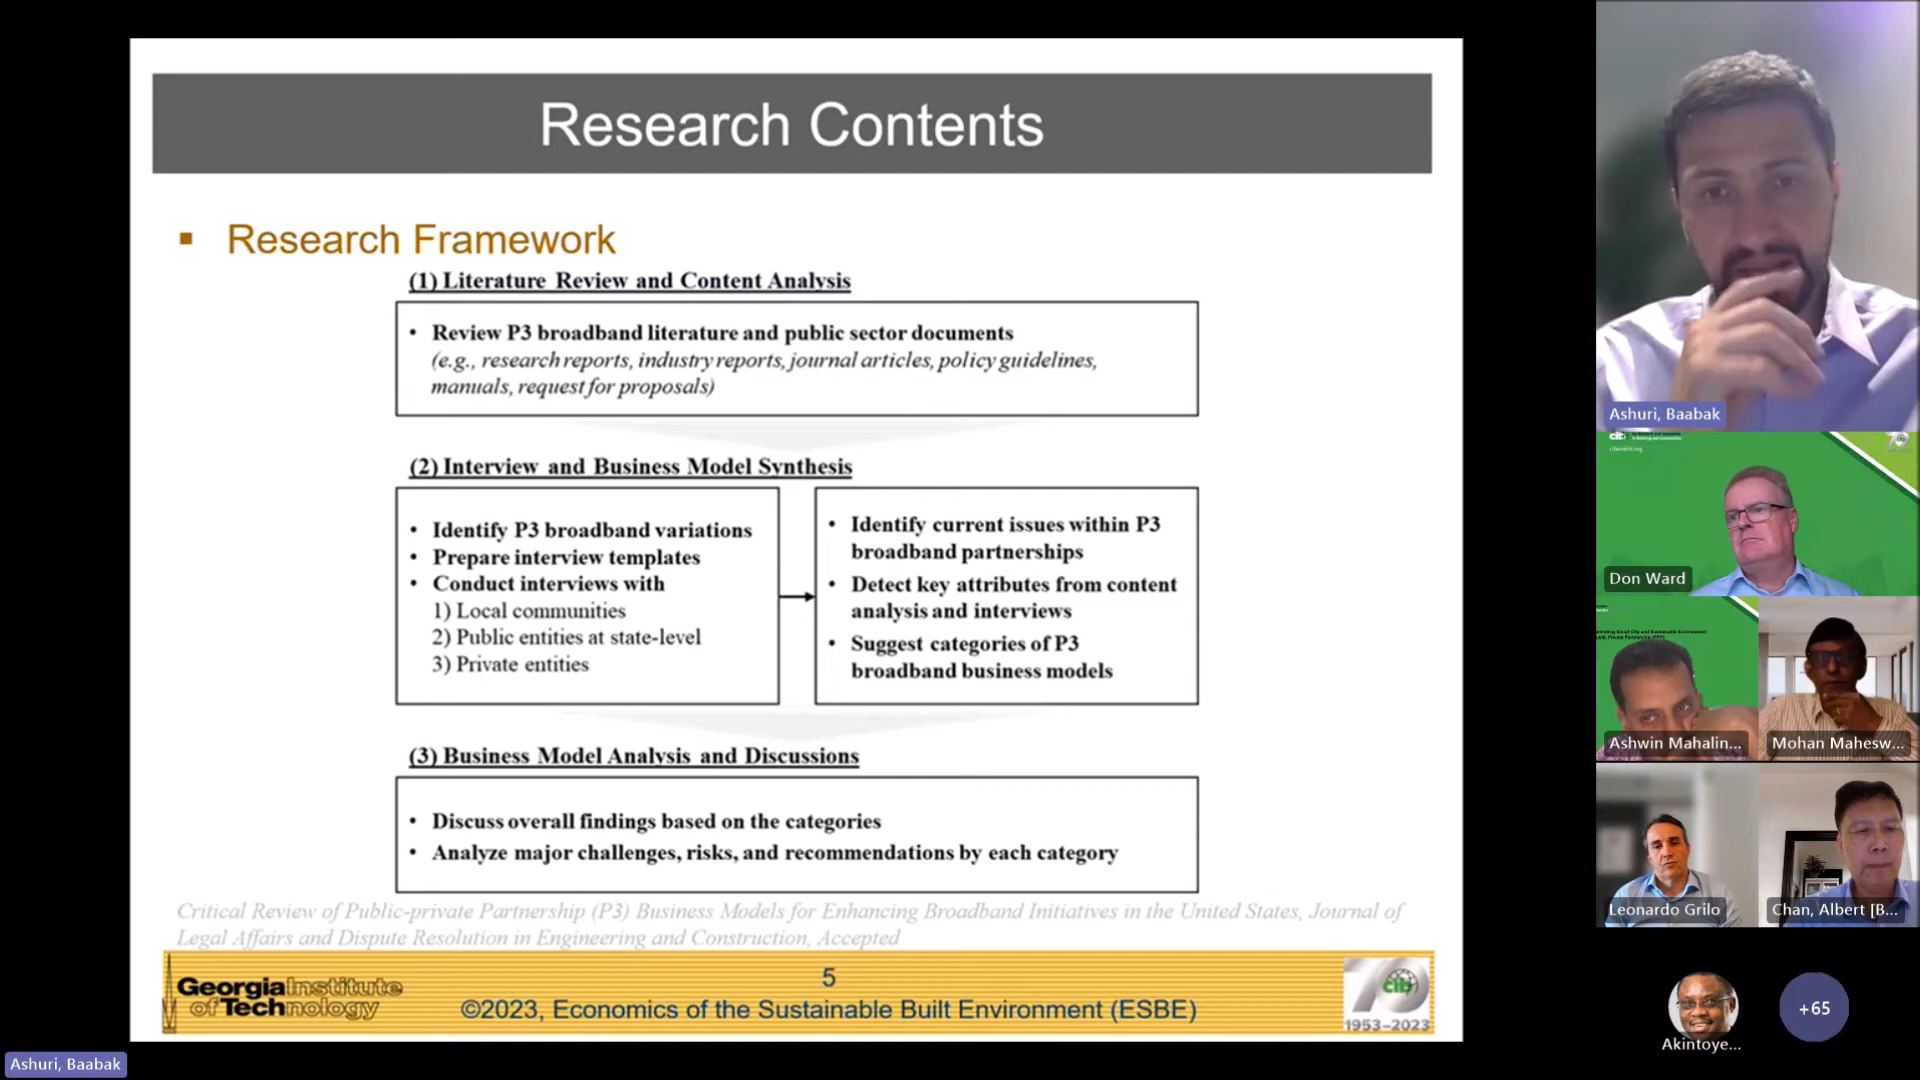 Research Contents
Research Framework
(1) Literature Review and Content Analysis
• Review P3 broadband literature and public sector documents
(e.g., research reports, industry reports, journal articles, policy guidelines,
manuals, request for proposals)
(2) Interview and Business Model Synthesis
• Identify P3 broadband variations
• Prepare interview templates
• Conduct interviews with
1) Local communities
2) Public entities at state-level
3) Private entities
• Identify current issues within P3
broadband partnerships
• Detect key attributes from content
analysis and interviews
• Suggest categories of P3
broadband business models
(3) Business Model Analysis and Discussions
• Discuss overall findings based on the categories
• Analyze major challenges, risks, and recommendations by each category
Critical Review of Public-private Partnership (P3) Business Models for Enhancing Broadband Initiatives in the United States, Journal of
Legal Affairs and Dispute Resolution in Engineering and Construction, Accepted
Georgia Institute
of Technology
5
©2023, Economics of the Sustainable Built Environment (ESBE)
70
cib
1953–2023
Ashuri, Baabak
Ashuri, Baabak
cib
cibworld.org
Don Ward
Ashwin Mahalin...
Mohan Mahesw...
Leonardo Grilo
Chan, Albert [B...
Akintoye...
+65